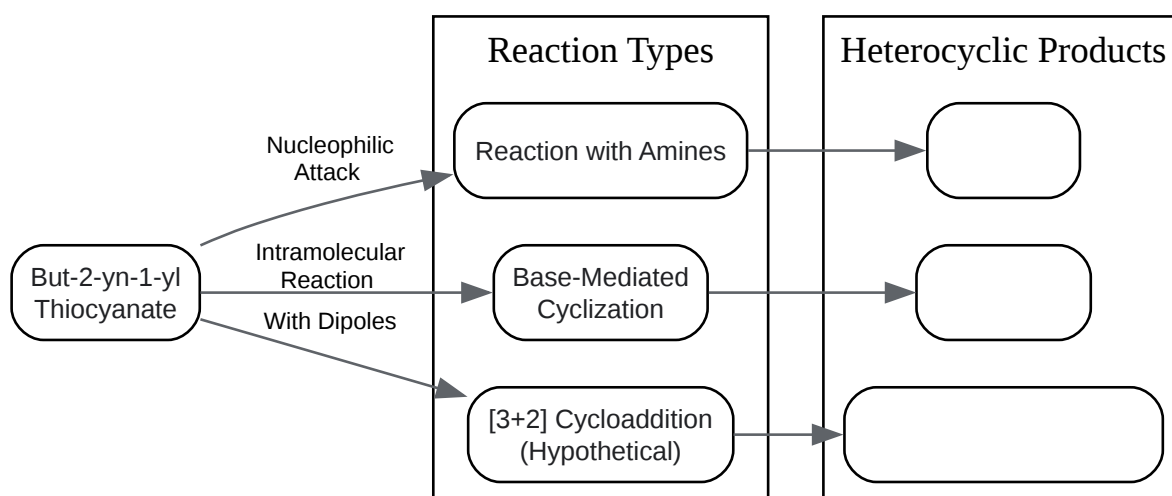 Reaction Types
Heterocyclic Products
Nucleophilic
Attack
Reaction with Amines
But-2-yn-1-yl
Thiocyanate
Intramolecular
Reaction
Base-Mediated
Cyclization
With Dipoles
[3+2] Cycloaddition
(Hypothetical)